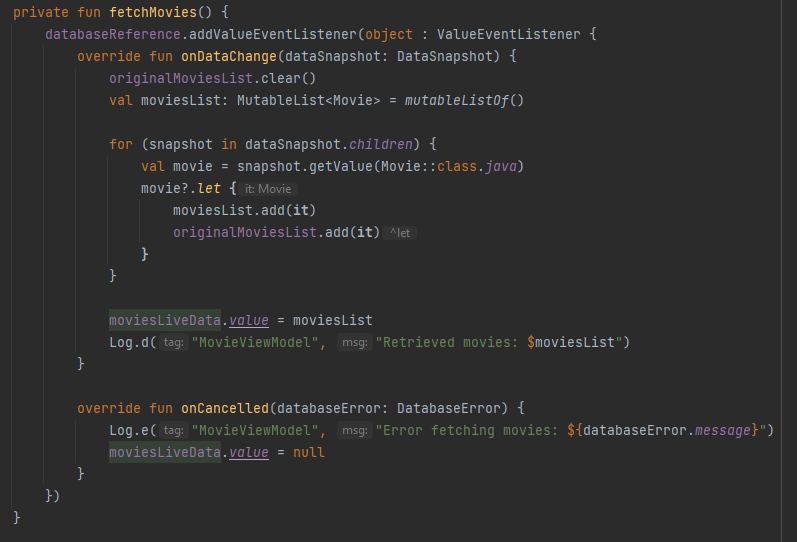 private fun fetchMovies() {
    databaseReference.addValueEventListener(object : ValueEventListener {
        override fun onDataChange(dataSnapshot: DataSnapshot) {
            originalMoviesList.clear()
            val moviesList: MutableList<Movie> = mutableListOf()

            for (snapshot in dataSnapshot.children) {
                val movie = snapshot.getValue(Movie::class.java)
                movie?.let { it: Movie
                    moviesList.add(it)
                    originalMoviesList.add(it) ^let
                }
            }

            moviesLiveData.value = moviesList
            Log.d( tag: "MovieViewModel", msg: "Retrieved movies: $moviesList")
        }

        override fun onCancelled(databaseError: DatabaseError) {
            Log.e( tag: "MovieViewModel", msg: "Error fetching movies: ${databaseError.message}")
            moviesLiveData.value = null
        }
    })
}